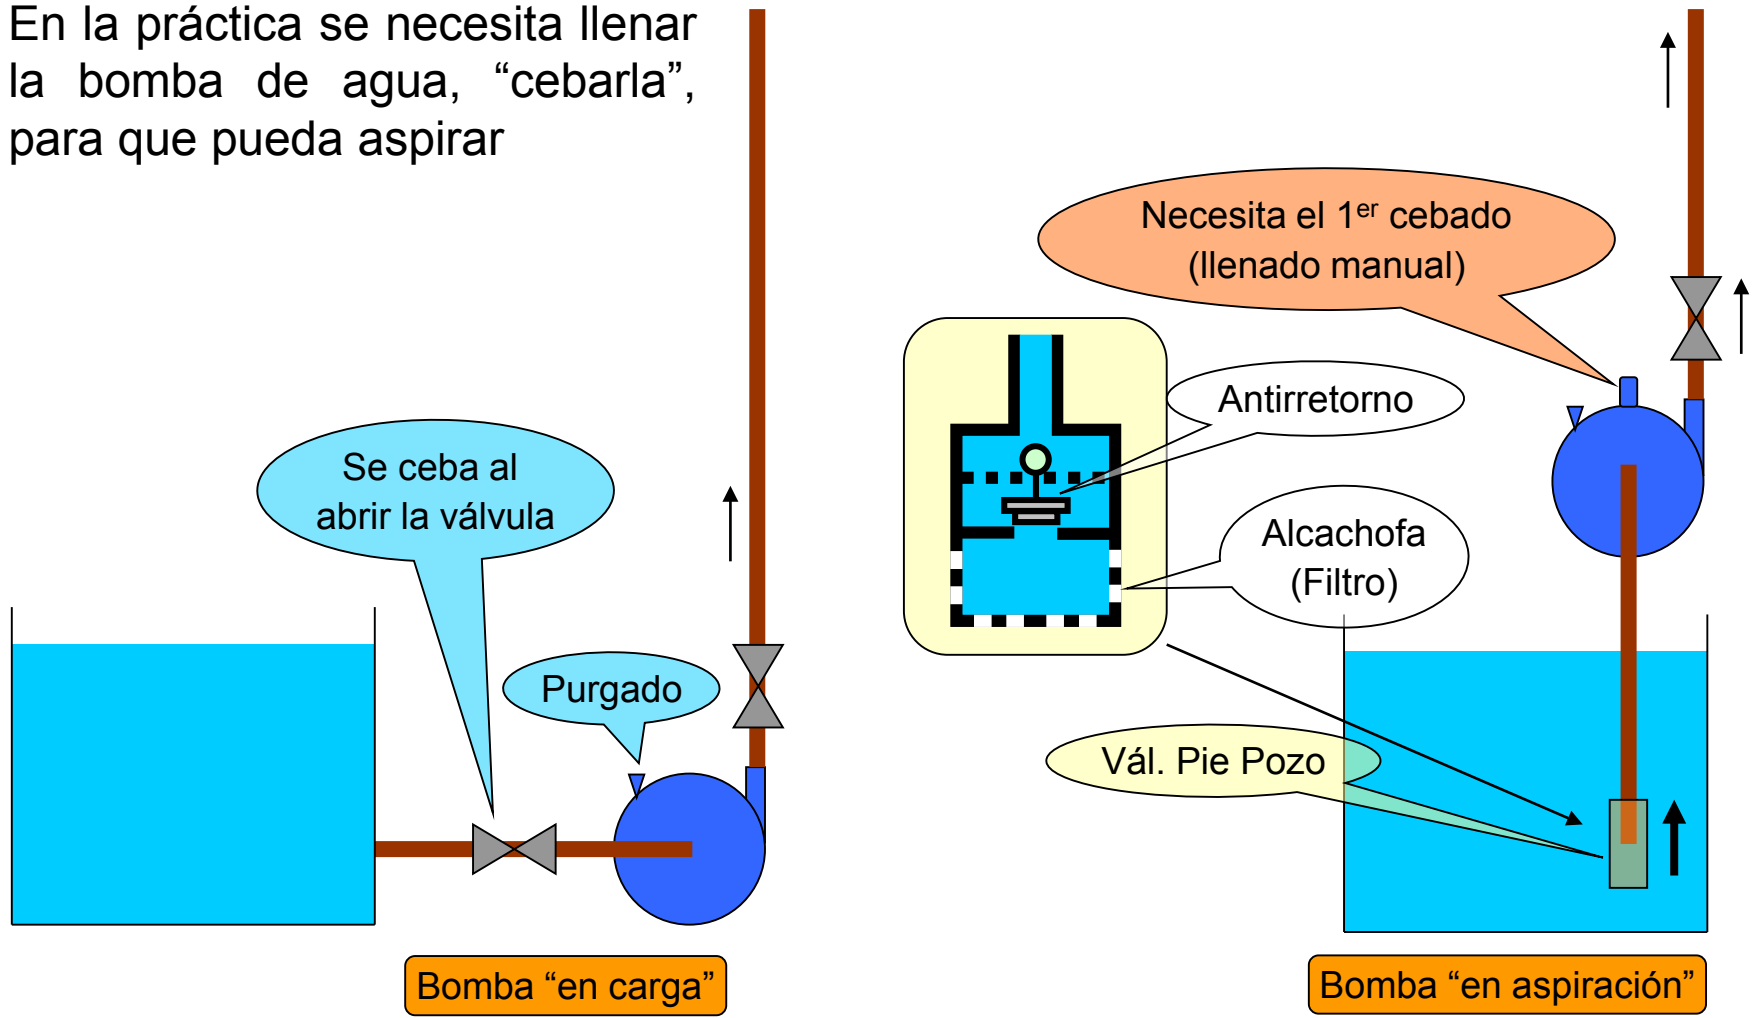 En la práctica se necesita llenar
la bomba de agua, “cebarla”,
para que pueda aspirar
Necesita el 1er cebado
(llenado manual)
Antirretorno
Se ceba al
abrir la válvula
Alcachofa
(Filtro)
Purgado
Vál. Pie Pozo
Bomba “en carga”
Bomba “en aspiración”